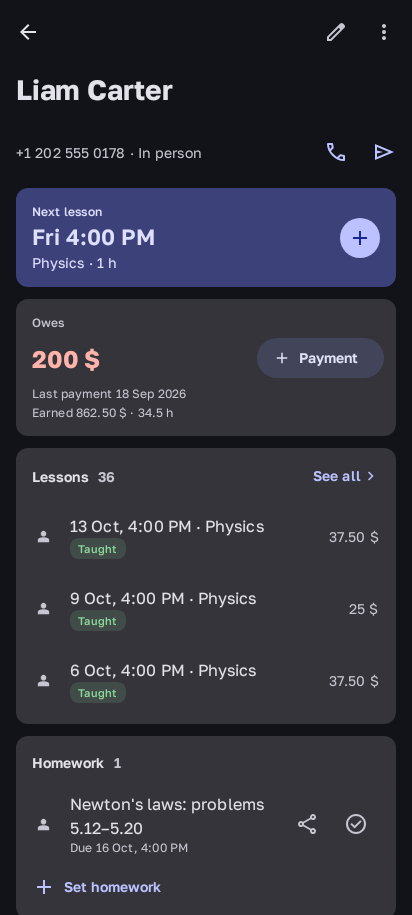 Liam Carter
+1 202 555 0178 · In person
Next lesson
Fri 4:00 PM
Physics · 1 h
Owes
200 $
Payment
Last payment 18 Sep 2026
Earned 862.50 $ · 34.5 h
Lessons 36
See all
13 Oct, 4:00 PM · Physics
Taught
37.50 $
9 Oct, 4:00 PM · Physics
Taught
25 $
6 Oct, 4:00 PM · Physics
Taught
37.50 $
Homework 1
Newton's laws: problems
5.12–5.20
Due 16 Oct, 4:00 PM
Set homework